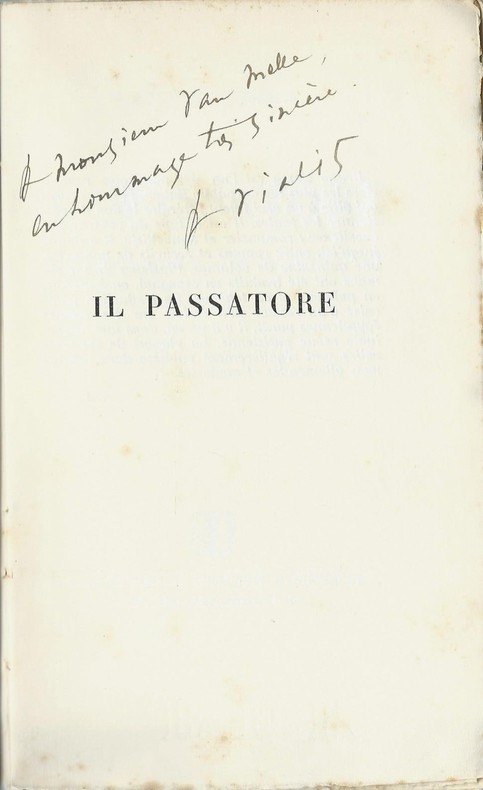 A Monsieur Van Melle,
en hommage très sincère.
A. Vialis
IL PASSATORE